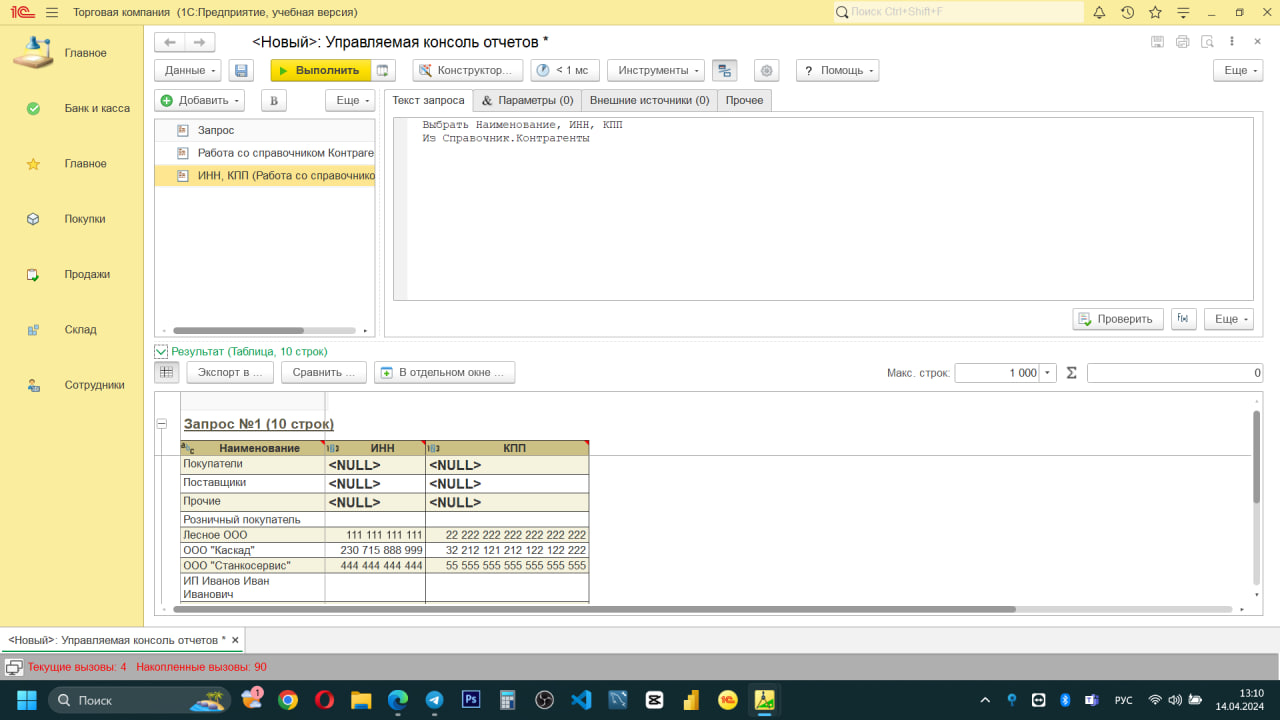 Торговая компания (1С:Предприятие, учебная версия)
Поиск Ctrl+Shift+F
Главное
Банк и касса
Главное
Покупки
Продажи
Склад
Сотрудники
<Новый>: Управляемая консоль отчетов *
Данные
Выполнить
Конструктор...
< 1 мс
Инструменты
? Помощь
Еще
Добавить
В
Еще
Текст запроса
& Параметры (0)
Внешние источники (0)
Прочее
Запрос
Работа со справочником Контраге
ИНН, КПП (Работа со справочнико
Выбрать Наименование, ИНН, КПП
Из Справочник.Контрагенты
Проверить
Еще
Результат (Таблица, 10 строк)
Экспорт в ...
Сравнить ...
В отдельном окне ...
Макс. строк: 1 000
Σ
0
Запрос №1 (10 строк)
Наименование ИНН КПП
Покупатели <NULL> <NULL>
Поставщики <NULL> <NULL>
Прочие <NULL> <NULL>
Розничный покупатель
Лесное ООО 111 111 111 111 22 222 222 222 222 222 222
ООО "Каскад" 230 715 888 999 32 212 121 212 122 122 222
ООО "Станкосервис" 444 444 444 444 55 555 555 555 555 555 555
ИП Иванов Иван
Иванович
<Новый>: Управляемая консоль отчетов * ×
Текущие вызовы: 4 Накопленные вызовы: 90
Поиск
1
Ps
РУС
13:10
14.04.2024